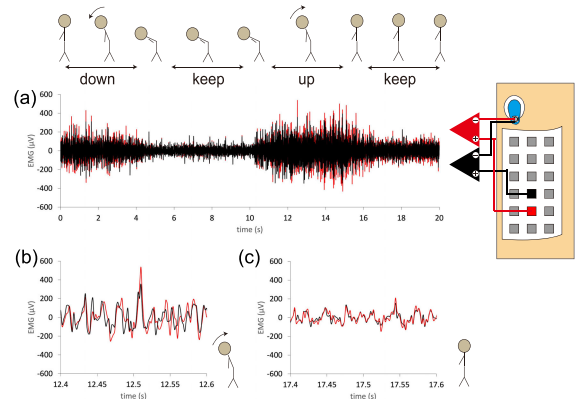 down keep up keep
(a)
600
400
200
0
-200
-400
-600
EMG (μV)
0 2 4 6 8 10 12 14 16 18 20
time (s)
− + − +
(b)
600
400
200
0
-200
-400
-600
EMG (μV)
12.4 12.45 12.5 12.55 12.6
time (s)
(c)
600
400
200
0
-200
-400
-600
EMG (μV)
17.4 17.45 17.5 17.55 17.6
time (s)